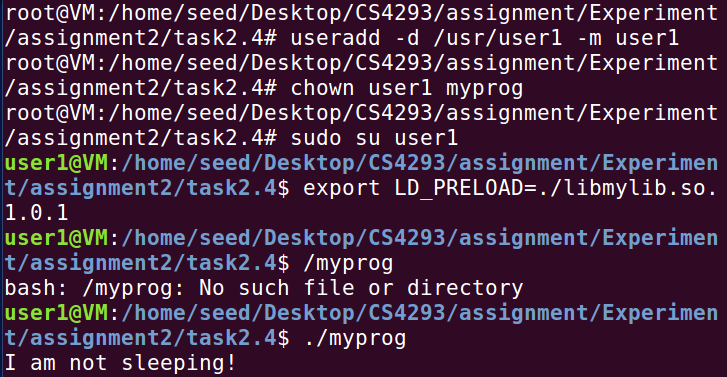 root@VM:/home/seed/Desktop/CS4293/assignment/Experiment
/assignment2/task2.4# useradd -d /usr/user1 -m user1
root@VM:/home/seed/Desktop/CS4293/assignment/Experiment
/assignment2/task2.4# chown user1 myprog
root@VM:/home/seed/Desktop/CS4293/assignment/Experiment
/assignment2/task2.4# sudo su user1
user1@VM:/home/seed/Desktop/CS4293/assignment/Experimen
t/assignment2/task2.4$ export LD_PRELOAD=./libmylib.so.
1.0.1
user1@VM:/home/seed/Desktop/CS4293/assignment/Experimen
t/assignment2/task2.4$ /myprog
bash: /myprog: No such file or directory
user1@VM:/home/seed/Desktop/CS4293/assignment/Experimen
t/assignment2/task2.4$ ./myprog
I am not sleeping!